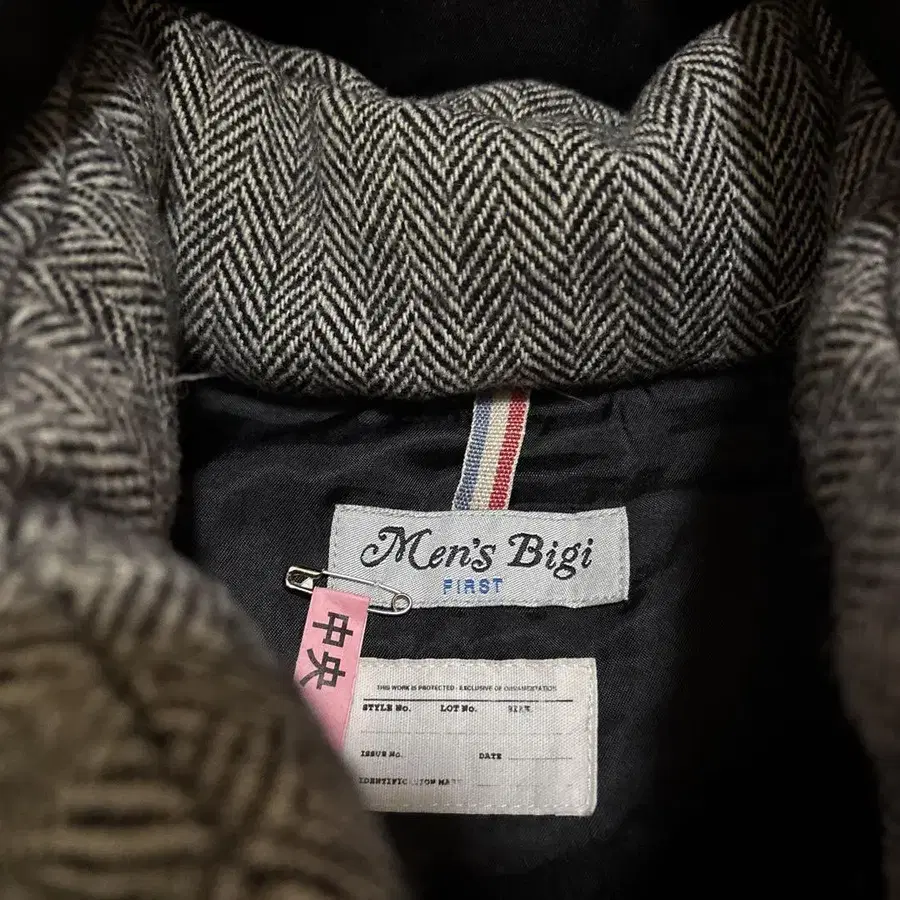 Men's Bigi
FIRST
中央
THIS WORK IS PROTECTED - EXCLUSIVE OF ORNAMENTATION
STYLE No. LOT No. SIZE
ISSUE No. DATE
IDENTIFICATION MARK